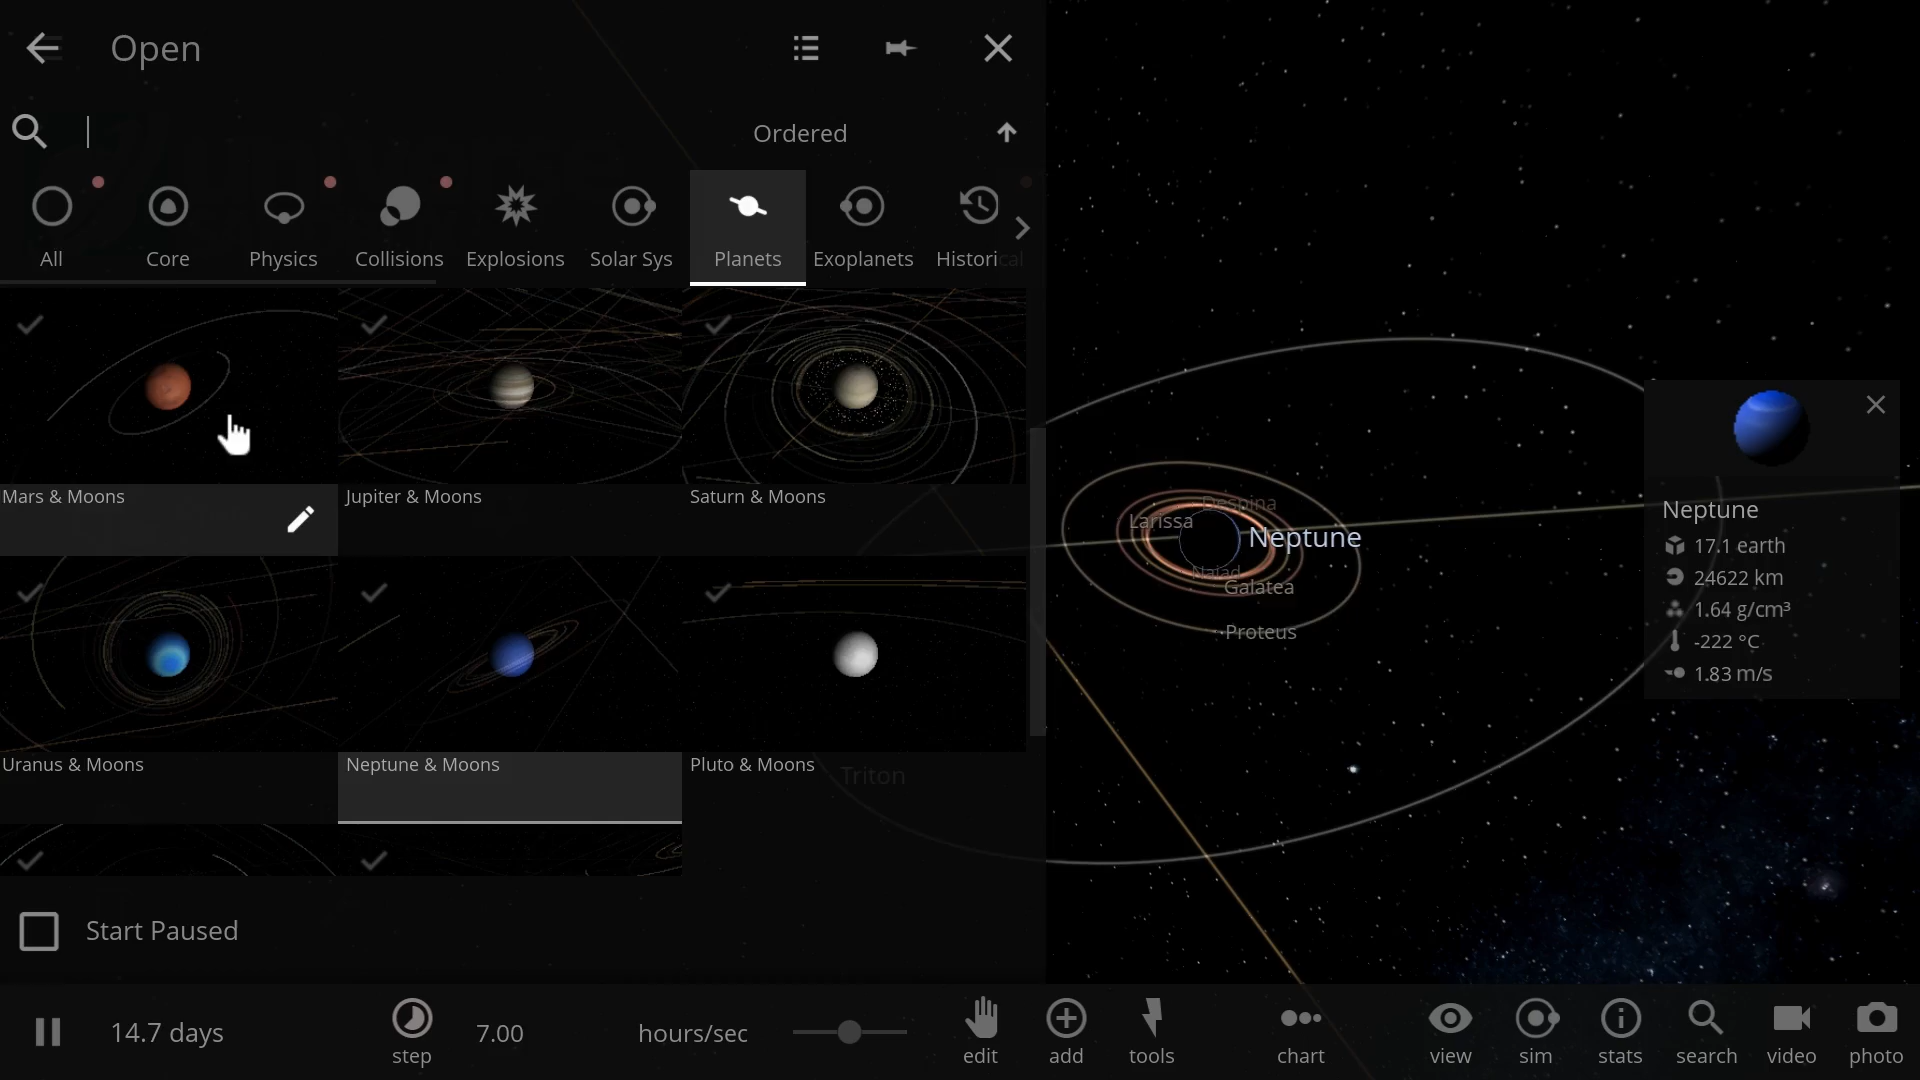 Open
Ordered
All
Core
Physics
Collisions
Explosions
Solar Sys
Planets
Exoplanets
Historical
Mars & Moons
Jupiter & Moons
Saturn & Moons
Uranus & Moons
Neptune & Moons
Pluto & Moons
Start Paused
Despina
Larissa
Neptune
Naiad
Galatea
Proteus
Triton
Neptune
17.1 earth
24622 km
1.64 g/cm³
-222 °C
1.83 m/s
14.7 days
step
7.00
hours/sec
edit
add
tools
chart
view
sim
stats
search
video
photo